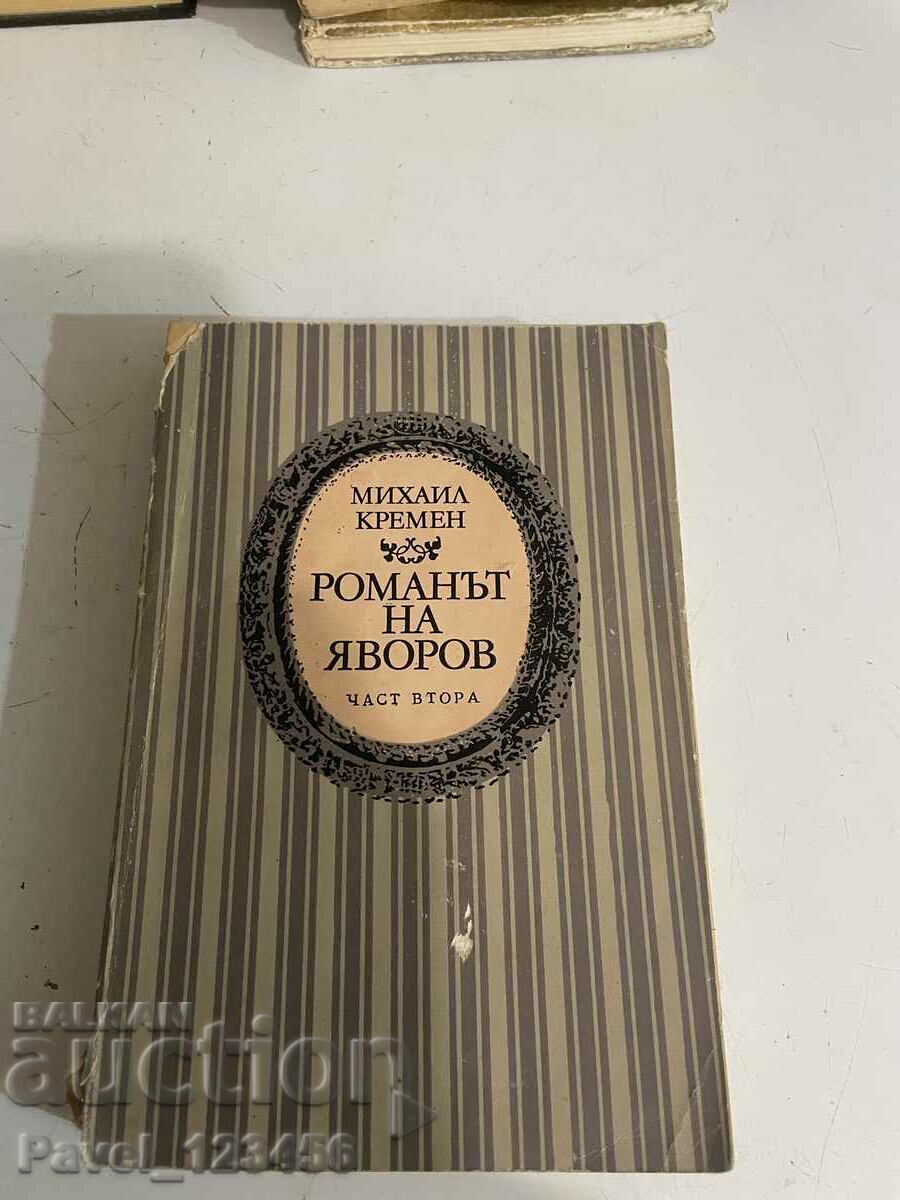 МИХАИЛ
КРЕМЕН
РОМАНЪТ
НА
ЯВОРОВ
ЧАСТ ВТОРА
BALKAN
auction
Pavel_123456